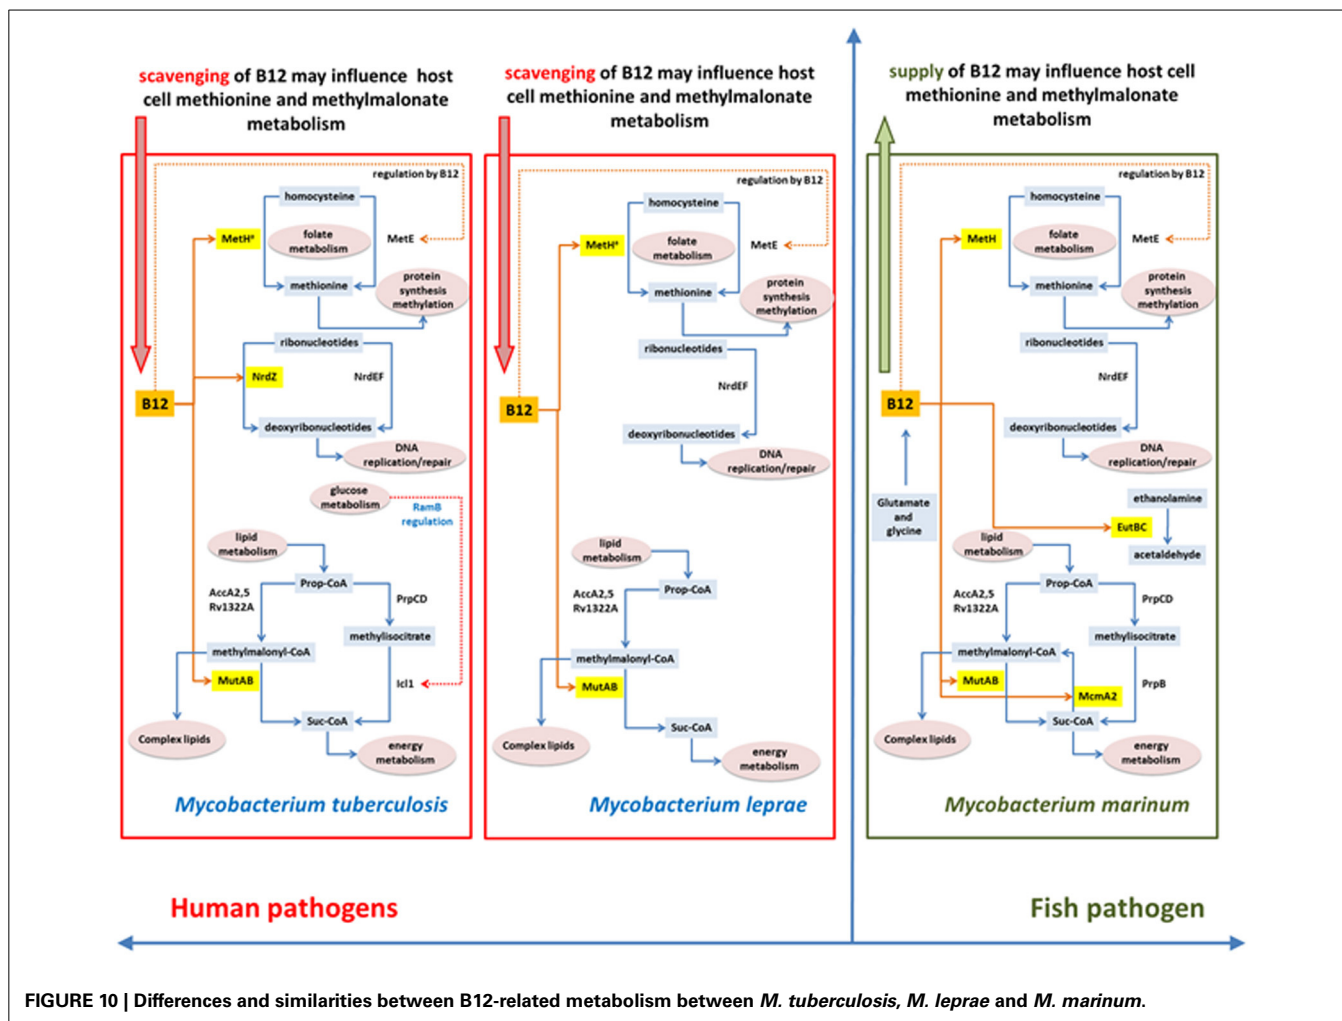 scavenging of B12 may influence host
cell methionine and methylmalonate
metabolism
regulation by B12
homocysteine
MetH*
folate
metabolism
MetE
methionine
protein
synthesis
methylation
ribonucleotides
NrdZ
NrdEF
B12
deoxyribonucleotides
DNA
replication/repair
glucose
metabolism
RamB
regulation
lipid
metabolism
Prop-CoA
AccA2,5
Rv1322A
PrpCD
methylisocitrate
methylmalonyl-CoA
MutAB
Icl1
Suc-CoA
Complex lipids
energy
metabolism
Mycobacterium tuberculosis
scavenging of B12 may influence host
cell methionine and methylmalonate
metabolism
regulation by B12
homocysteine
MetH*
folate
metabolism
MetE
methionine
protein
synthesis
methylation
ribonucleotides
NrdEF
B12
deoxyribonucleotides
DNA
replication/repair
lipid
metabolism
Prop-CoA
AccA2,5
Rv1322A
methylmalonyl-CoA
MutAB
Suc-CoA
Complex lipids
energy
metabolism
Mycobacterium leprae
supply of B12 may influence host cell
methionine and methylmalonate
metabolism
regulation by B12
homocysteine
MetH
folate
metabolism
MetE
methionine
protein
synthesis
methylation
ribonucleotides
NrdEF
B12
deoxyribonucleotides
DNA
replication/repair
Glutamate
and
glycine
ethanolamine
EutBC
acetaldehyde
lipid
metabolism
Prop-CoA
AccA2,5
Rv1322A
PrpCD
methylisocitrate
methylmalonyl-CoA
MutAB
McmA2
PrpB
Suc-CoA
Complex lipids
energy
metabolism
Mycobacterium marinum
Human pathogens
Fish pathogen
FIGURE 10 | Differences and similarities between B12-related metabolism between M. tuberculosis, M. leprae and M. marinum.